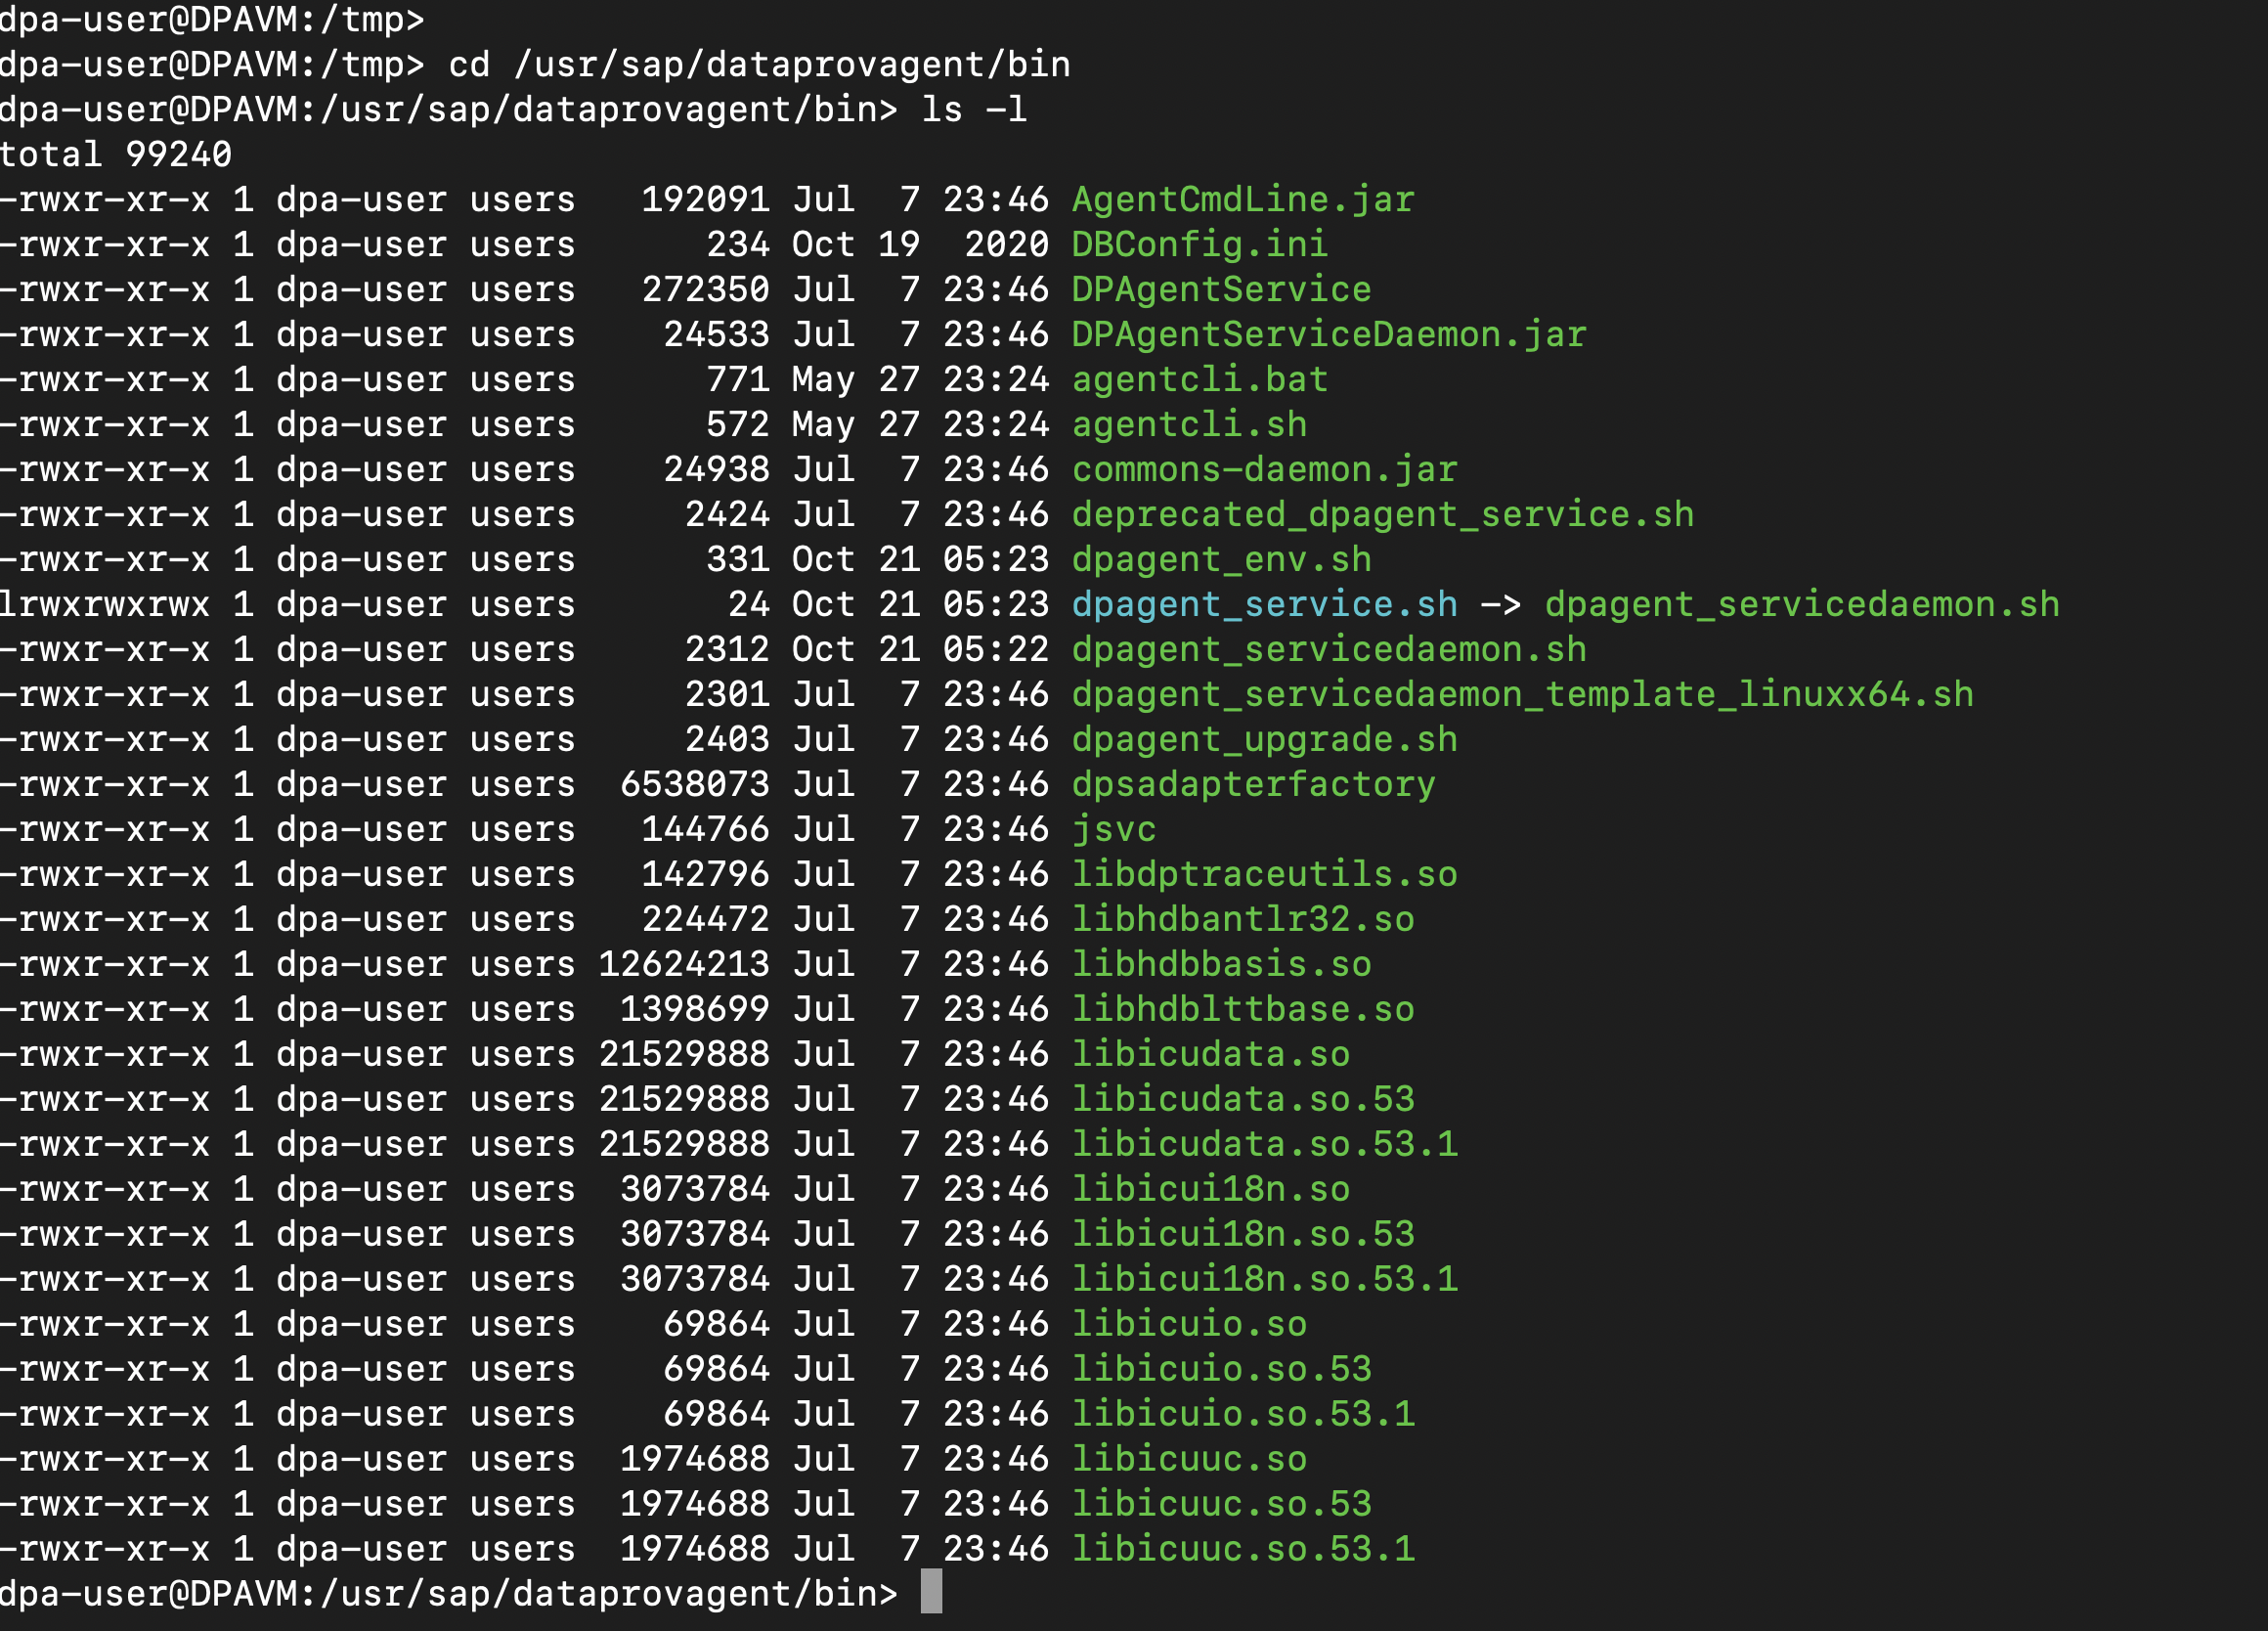 dpa-user@DPAVM:/tmp>
dpa-user@DPAVM:/tmp> cd /usr/sap/dataprovagent/bin
dpa-user@DPAVM:/usr/sap/dataprovagent/bin> ls -l
total 99240
-rwxr-xr-x 1 dpa-user users   192091 Jul  7 23:46 AgentCmdLine.jar
-rwxr-xr-x 1 dpa-user users      234 Oct 19  2020 DBConfig.ini
-rwxr-xr-x 1 dpa-user users   272350 Jul  7 23:46 DPAgentService
-rwxr-xr-x 1 dpa-user users    24533 Jul  7 23:46 DPAgentServiceDaemon.jar
-rwxr-xr-x 1 dpa-user users      771 May 27 23:24 agentcli.bat
-rwxr-xr-x 1 dpa-user users      572 May 27 23:24 agentcli.sh
-rwxr-xr-x 1 dpa-user users    24938 Jul  7 23:46 commons-daemon.jar
-rwxr-xr-x 1 dpa-user users     2424 Jul  7 23:46 deprecated_dpagent_service.sh
-rwxr-xr-x 1 dpa-user users      331 Oct 21 05:23 dpagent_env.sh
lrwxrwxrwx 1 dpa-user users       24 Oct 21 05:23 dpagent_service.sh -> dpagent_servicedaemon.sh
-rwxr-xr-x 1 dpa-user users     2312 Oct 21 05:22 dpagent_servicedaemon.sh
-rwxr-xr-x 1 dpa-user users     2301 Jul  7 23:46 dpagent_servicedaemon_template_linuxx64.sh
-rwxr-xr-x 1 dpa-user users     2403 Jul  7 23:46 dpagent_upgrade.sh
-rwxr-xr-x 1 dpa-user users  6538073 Jul  7 23:46 dpsadapterfactory
-rwxr-xr-x 1 dpa-user users   144766 Jul  7 23:46 jsvc
-rwxr-xr-x 1 dpa-user users   142796 Jul  7 23:46 libdptraceutils.so
-rwxr-xr-x 1 dpa-user users   224472 Jul  7 23:46 libhdbantlr32.so
-rwxr-xr-x 1 dpa-user users 12624213 Jul  7 23:46 libhdbbasis.so
-rwxr-xr-x 1 dpa-user users  1398699 Jul  7 23:46 libhdblttbase.so
-rwxr-xr-x 1 dpa-user users 21529888 Jul  7 23:46 libicudata.so
-rwxr-xr-x 1 dpa-user users 21529888 Jul  7 23:46 libicudata.so.53
-rwxr-xr-x 1 dpa-user users 21529888 Jul  7 23:46 libicudata.so.53.1
-rwxr-xr-x 1 dpa-user users  3073784 Jul  7 23:46 libicui18n.so
-rwxr-xr-x 1 dpa-user users  3073784 Jul  7 23:46 libicui18n.so.53
-rwxr-xr-x 1 dpa-user users  3073784 Jul  7 23:46 libicui18n.so.53.1
-rwxr-xr-x 1 dpa-user users    69864 Jul  7 23:46 libicuio.so
-rwxr-xr-x 1 dpa-user users    69864 Jul  7 23:46 libicuio.so.53
-rwxr-xr-x 1 dpa-user users    69864 Jul  7 23:46 libicuio.so.53.1
-rwxr-xr-x 1 dpa-user users  1974688 Jul  7 23:46 libicuuc.so
-rwxr-xr-x 1 dpa-user users  1974688 Jul  7 23:46 libicuuc.so.53
-rwxr-xr-x 1 dpa-user users  1974688 Jul  7 23:46 libicuuc.so.53.1
dpa-user@DPAVM:/usr/sap/dataprovagent/bin>